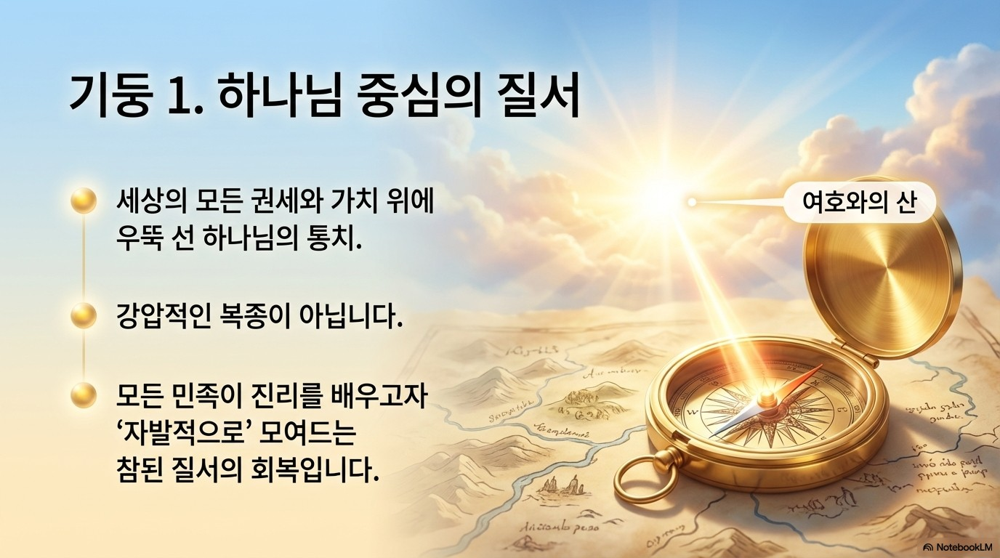 기둥 1. 하나님 중심의 질서
세상의 모든 권세와 가치 위에
우뚝 선 하나님의 통치.
강압적인 복종이 아닙니다.
모든 민족이 진리를 배우고자
‘자발적으로’ 모여드는
참된 질서의 회복입니다.
여호와의 산
W
NotebookLM